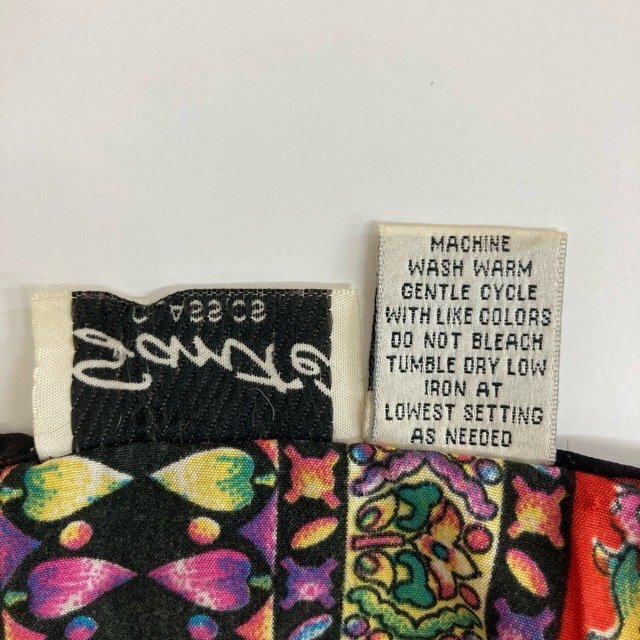 CLASSICS
MACHINE
WASH WARM
GENTLE CYCLE
WITH LIKE COLORS
DO NOT BLEACH
TUMBLE DRY LOW
IRON AT
LOWEST SETTING
AS NEEDED